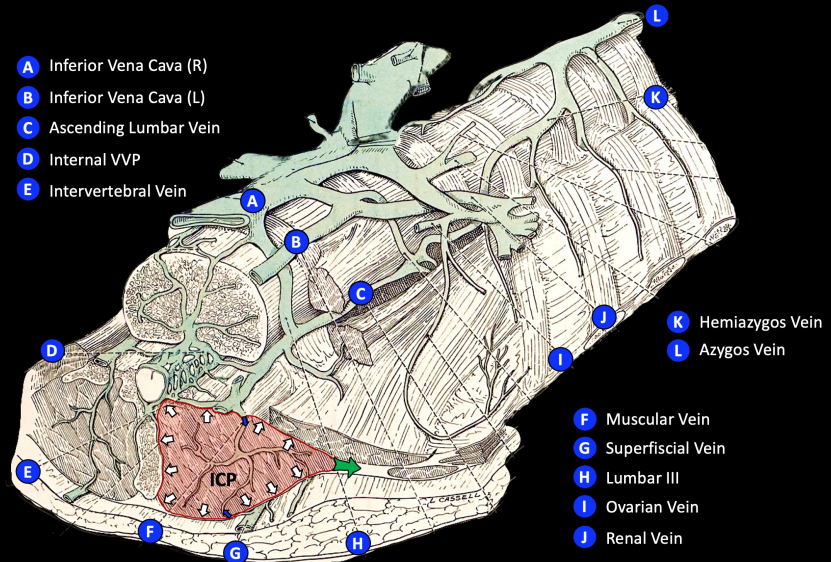 L
A Inferior Vena Cava (R)
B Inferior Vena Cava (L)
C Ascending Lumbar Vein
D Internal VVP
E Intervertebral Vein
K
A
B
C
J
K Hemiazygos Vein
L Azygos Vein
D
I
F Muscular Vein
G Superfiscial Vein
H Lumbar III
I Ovarian Vein
J Renal Vein
E
ICP
L CASSELL
F
G
H